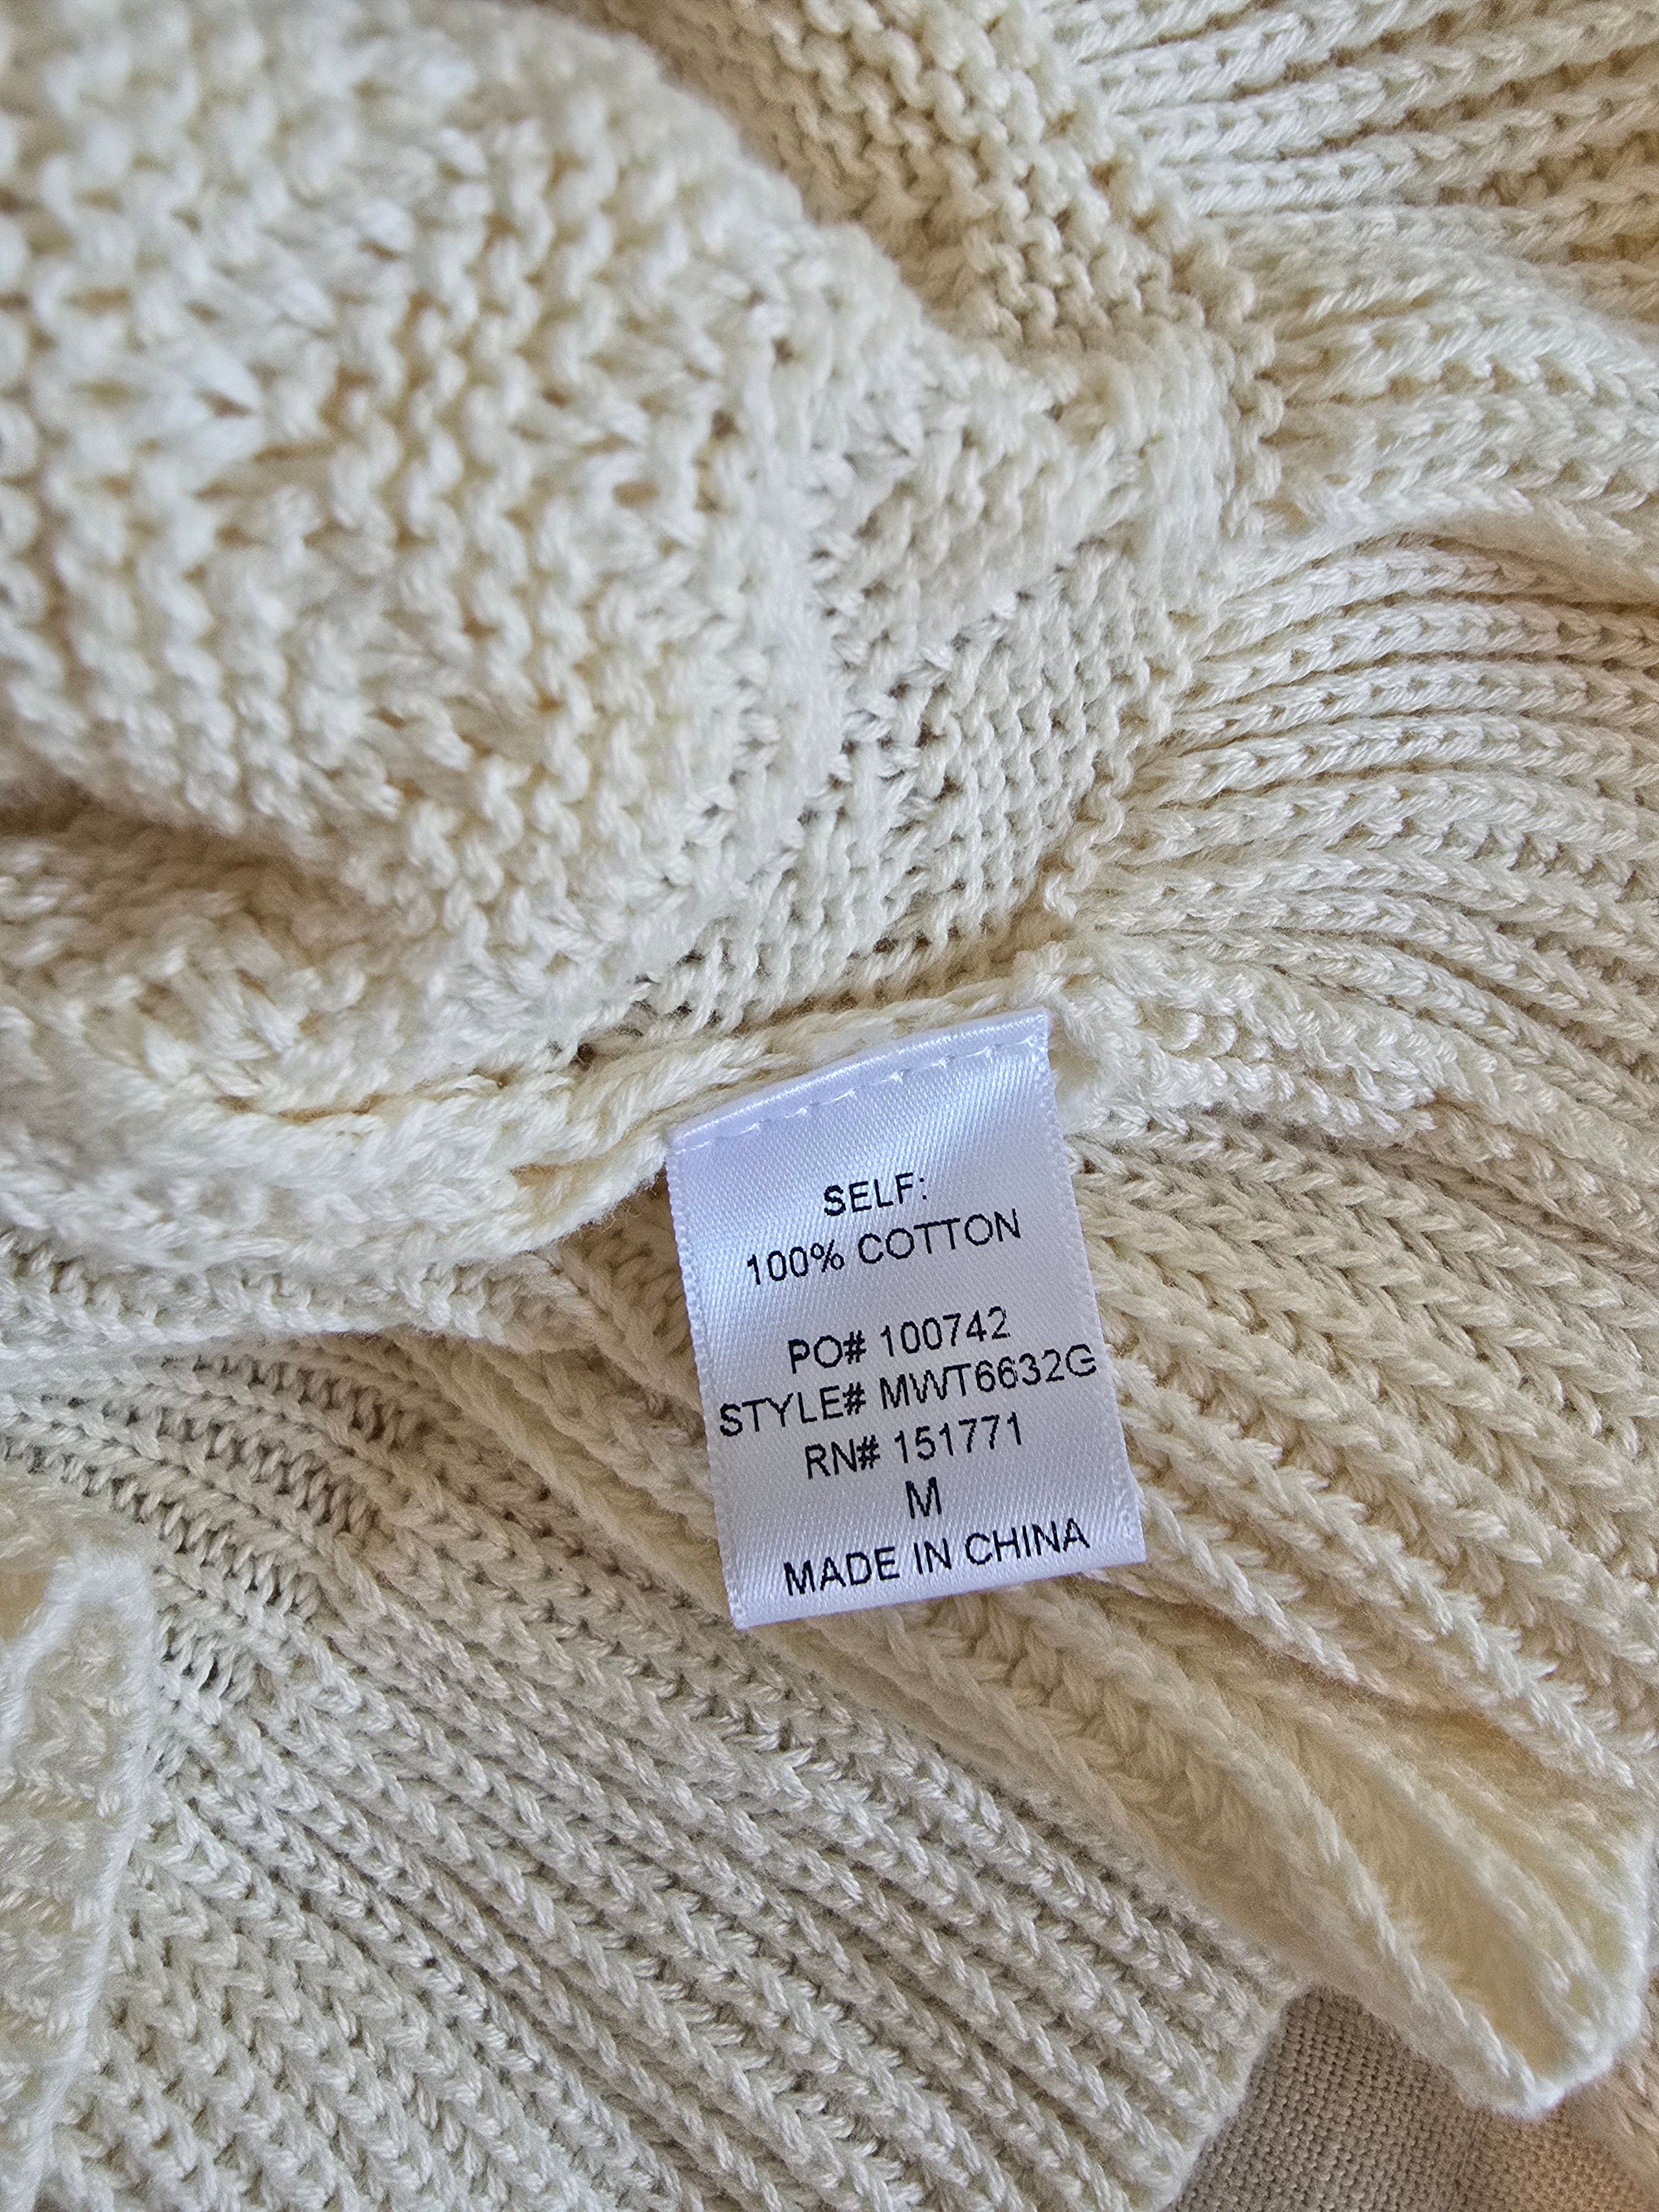 SELF:
100% COTTON
PO# 100742
STYLE# MWT6632G
RN# 151771
M
MADE IN CHINA